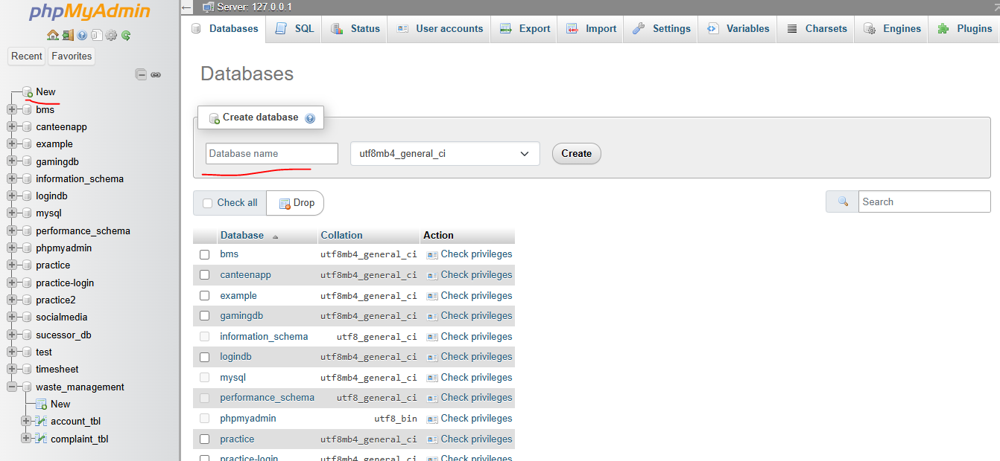 phpMyAdmin
Recent Favorites
New
bms
canteenapp
example
gamingdb
information_schema
logindb
mysql
performance_schema
phpmyadmin
practice
practice-login
practice2
socialmedia
sucessor_db
test
timesheet
waste_management
New
account_tbl
complaint_tbl
Server: 127.0.0.1
Databases SQL Status User accounts Export Import Settings Variables Charsets Engines Plugins
Databases
Create database
Database name utf8mb4_general_ci Create
Check all Drop Search
Database Collation Action
bms utf8mb4_general_ci Check privileges
canteenapp utf8mb4_general_ci Check privileges
example utf8mb4_general_ci Check privileges
gamingdb utf8mb4_general_ci Check privileges
information_schema utf8_general_ci Check privileges
logindb utf8mb4_general_ci Check privileges
mysql utf8mb4_general_ci Check privileges
performance_schema utf8_general_ci Check privileges
phpmyadmin utf8_bin Check privileges
practice utf8mb4_general_ci Check privileges
practice-login utf8mb4_general_ci Check privileges